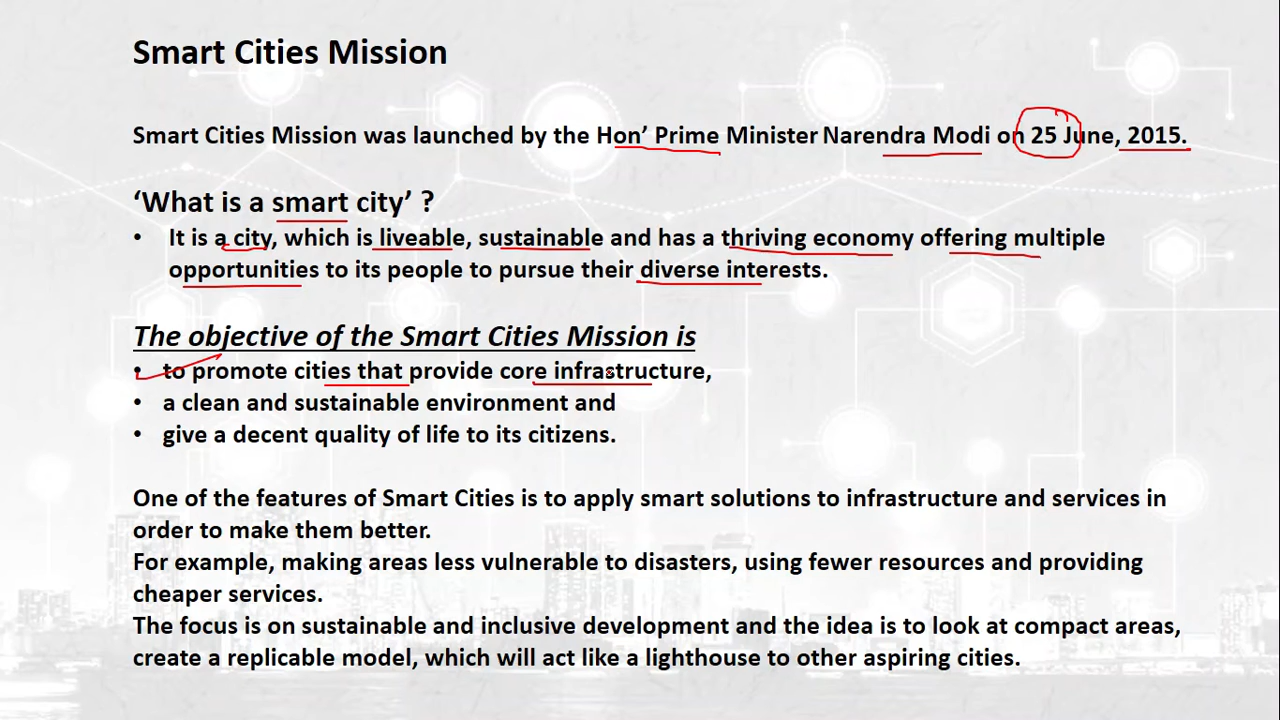 Smart Cities Mission
Smart Cities Mission was launched by the Hon’ Prime Minister Narendra Modi on 25 June, 2015.
‘What is a smart city’ ?
• It is a city, which is liveable, sustainable and has a thriving economy offering multiple
opportunities to its people to pursue their diverse interests.
The objective of the Smart Cities Mission is
• to promote cities that provide core infrastructure,
• a clean and sustainable environment and
• give a decent quality of life to its citizens.
One of the features of Smart Cities is to apply smart solutions to infrastructure and services in
order to make them better.
For example, making areas less vulnerable to disasters, using fewer resources and providing
cheaper services.
The focus is on sustainable and inclusive development and the idea is to look at compact areas,
create a replicable model, which will act like a lighthouse to other aspiring cities.